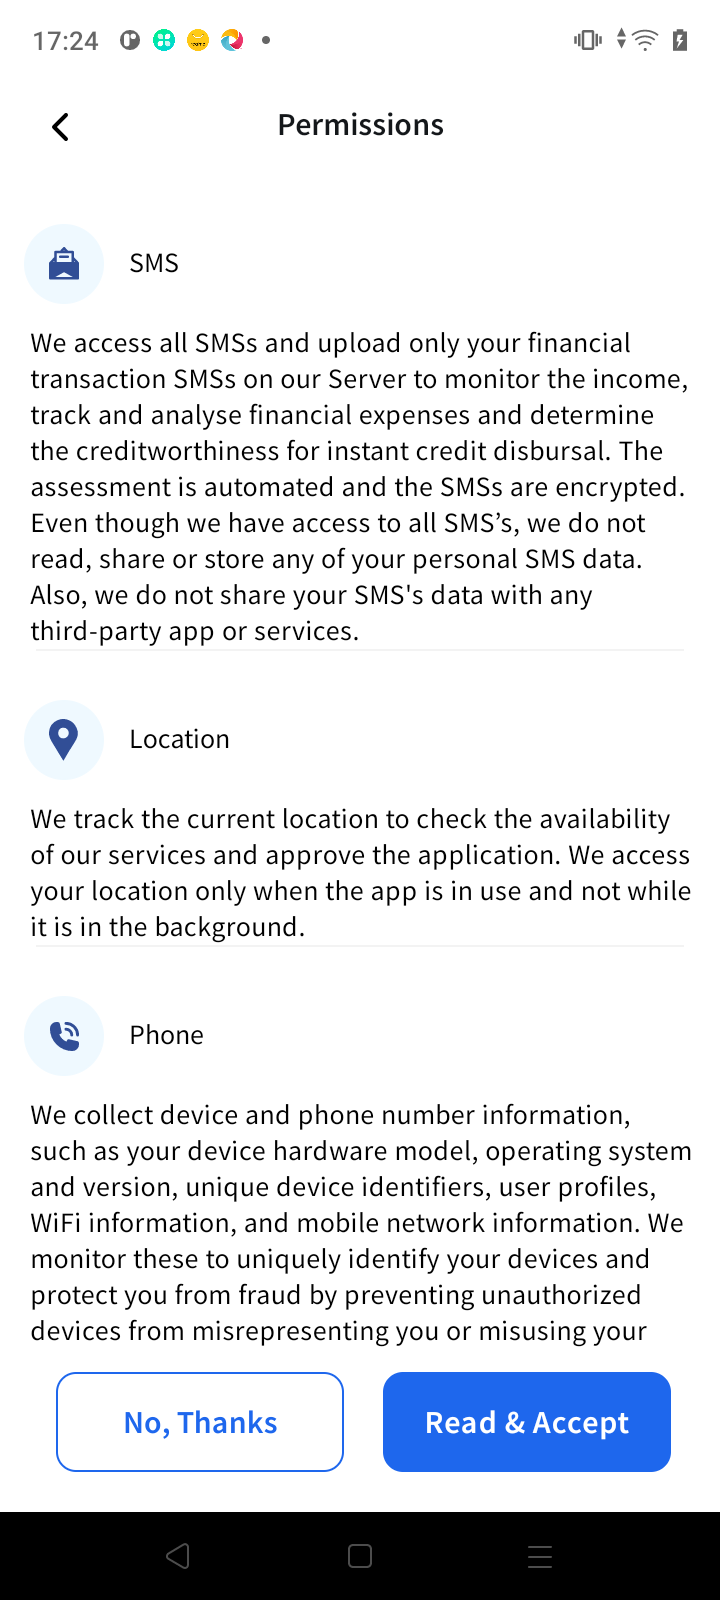 17:24
Permissions
SMS
We access all SMSs and upload only your financial
transaction SMSs on our Server to monitor the income,
track and analyse financial expenses and determine
the creditworthiness for instant credit disbursal. The
assessment is automated and the SMSs are encrypted.
Even though we have access to all SMS’s, we do not
read, share or store any of your personal SMS data.
Also, we do not share your SMS's data with any
third-party app or services.
Location
We track the current location to check the availability
of our services and approve the application. We access
your location only when the app is in use and not while
it is in the background.
Phone
We collect device and phone number information,
such as your device hardware model, operating system
and version, unique device identifiers, user profiles,
WiFi information, and mobile network information. We
monitor these to uniquely identify your devices and
protect you from fraud by preventing unauthorized
devices from misrepresenting you or misusing your
No, Thanks
Read & Accept